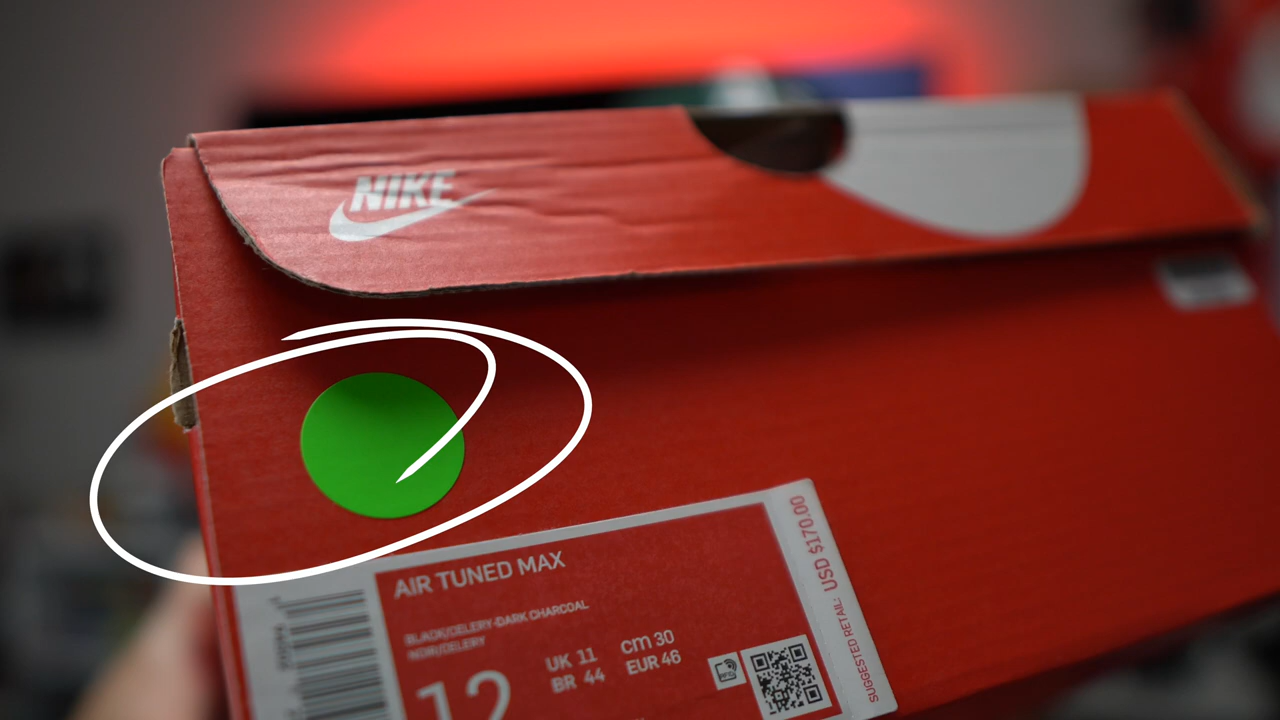 NIKE
AIR TUNED MAX
BLACK/CELERY-DARK CHARCOAL
NOIR/CELERY
12
UK 11
BR 44
cm 30
EUR 46
SUGGESTED RETAIL: USD $170.00